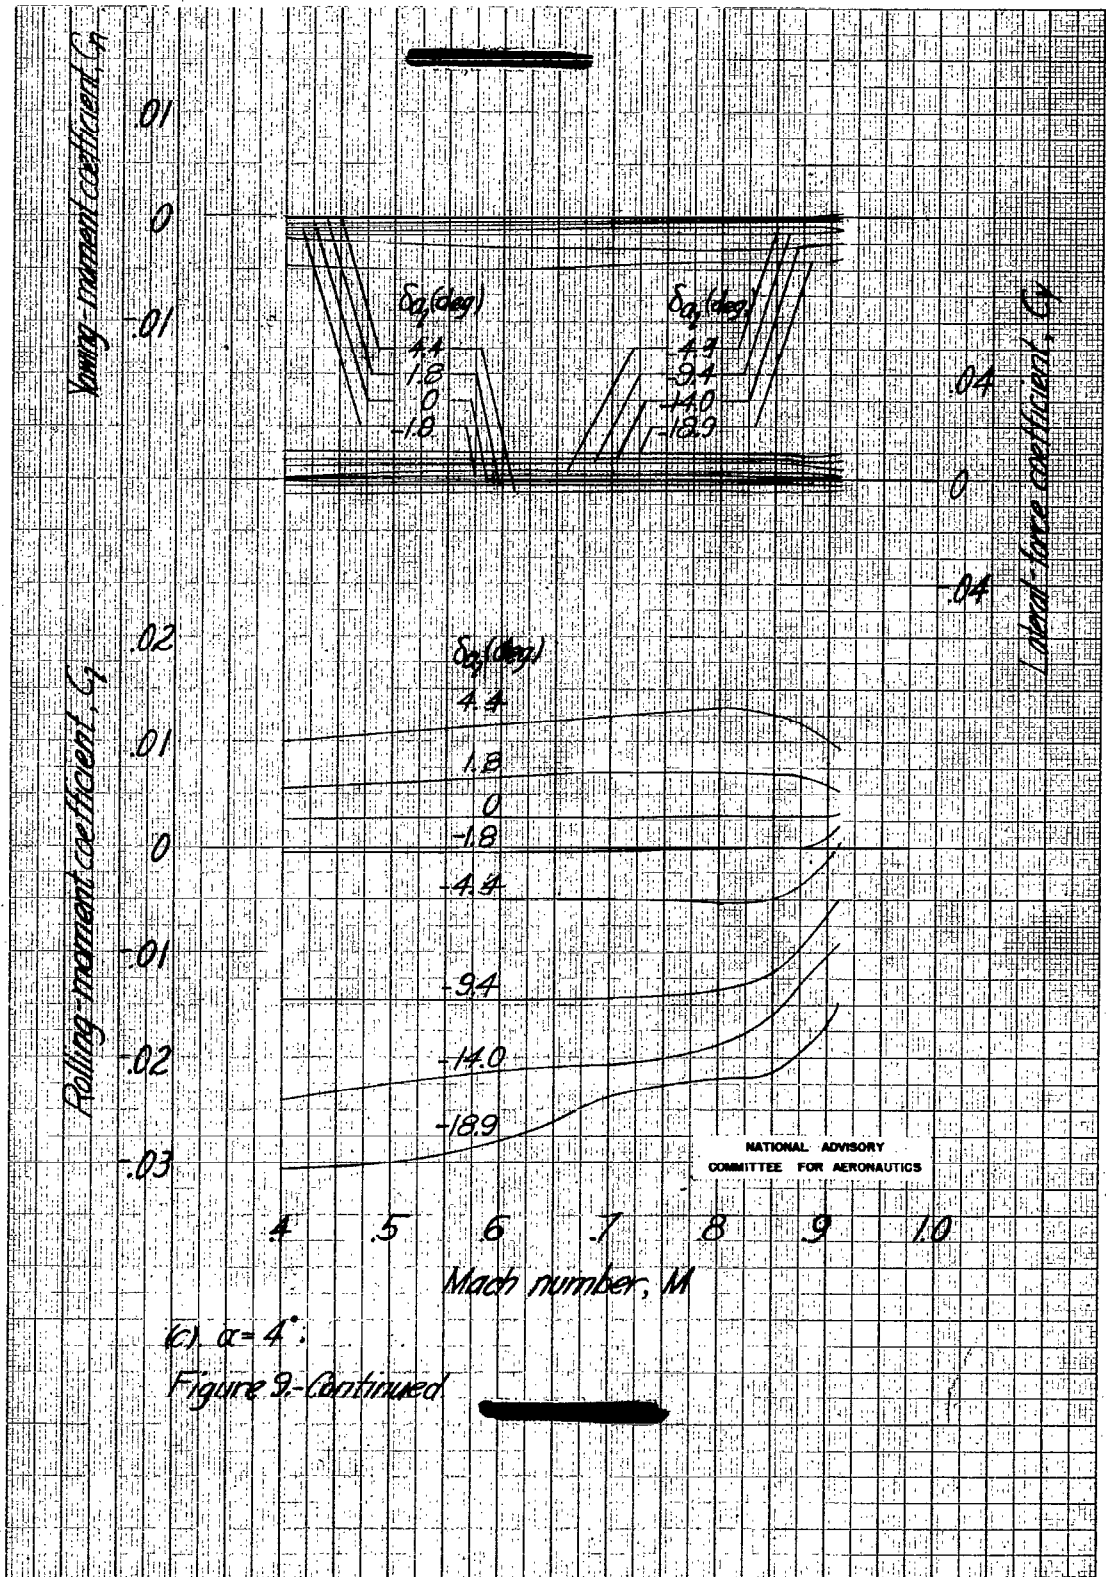 Yawing-moment coefficient, Cn
.01
0
-.01
δa₁(deg)
4.4
1.8
0
-1.8
δa₁(deg)
-4.4
-9.4
-14.0
-18.9
.04
0
-.04
Lateral-force coefficient, CY
Rolling-moment coefficient, Cl
.02
.01
0
-.01
-.02
-.03
δa₁(deg)
4.4
1.8
0
-1.8
-4.4
-9.4
-14.0
-18.9
NATIONAL ADVISORY
COMMITTEE FOR AERONAUTICS
.4 .5 .6 .7 .8 .9 1.0
Mach number, M
(c) α = 4°.
Figure 9.-Continued